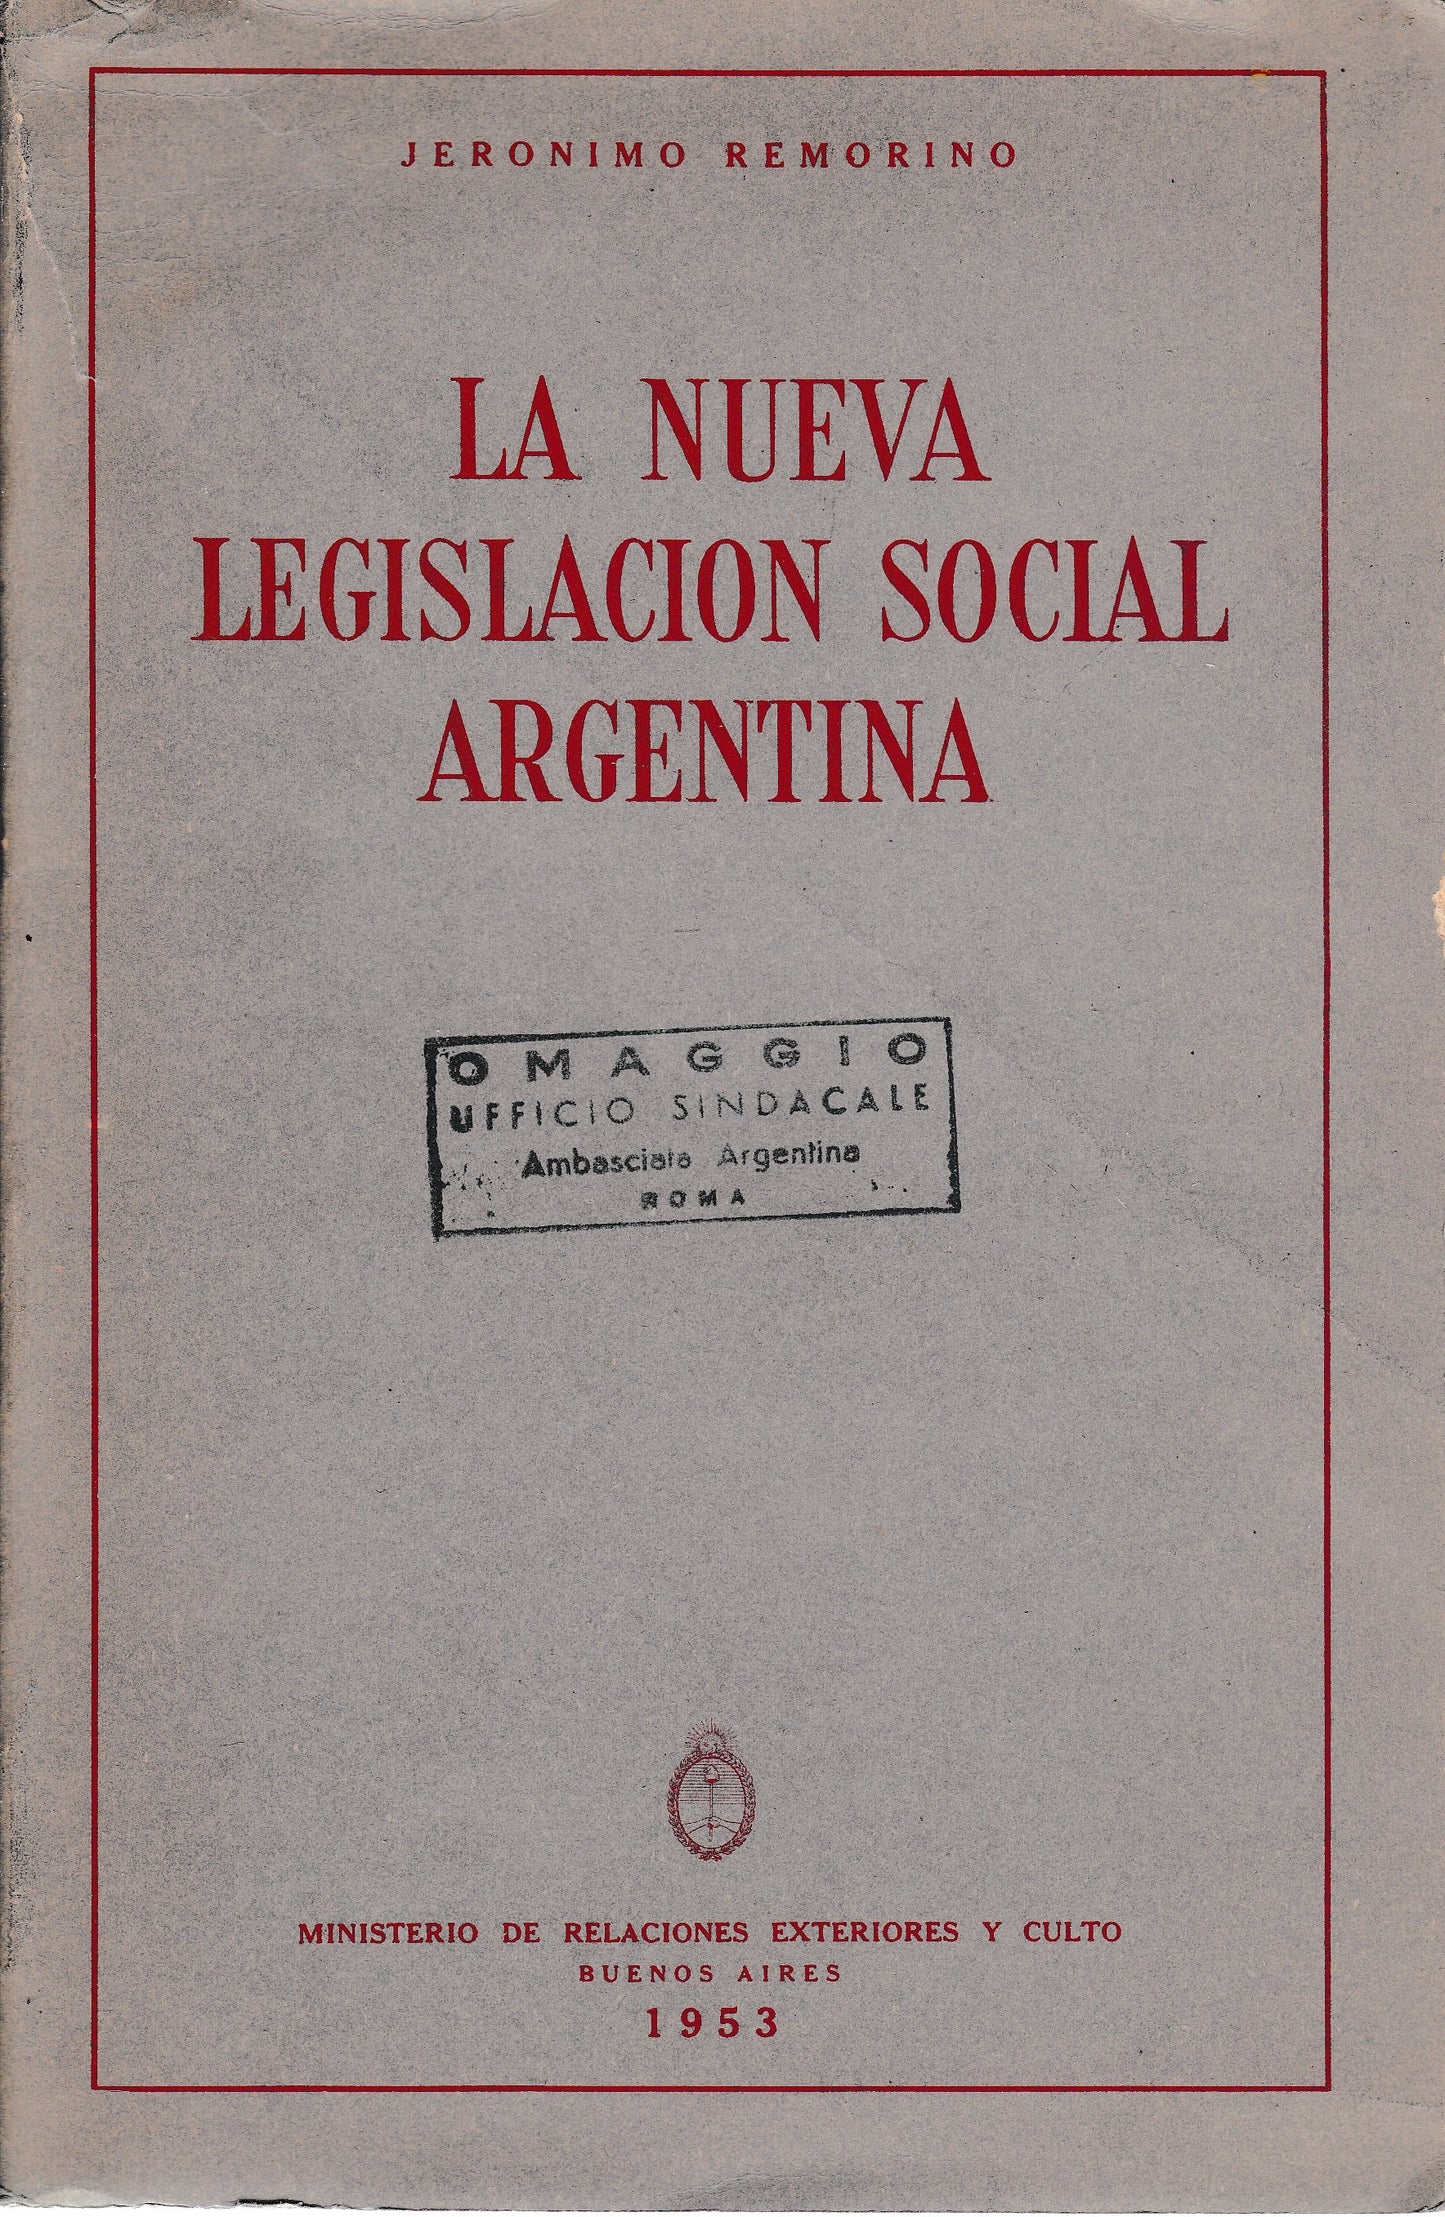 JERONIMO REMORINO
LA NUEVA
LEGISLACION SOCIAL
ARGENTINA
OMAGGIO
UFFICIO SINDACALE
Ambasciata Argentina
ROMA
MINISTERIO DE RELACIONES EXTERIORES Y CULTO
BUENOS AIRES
1953